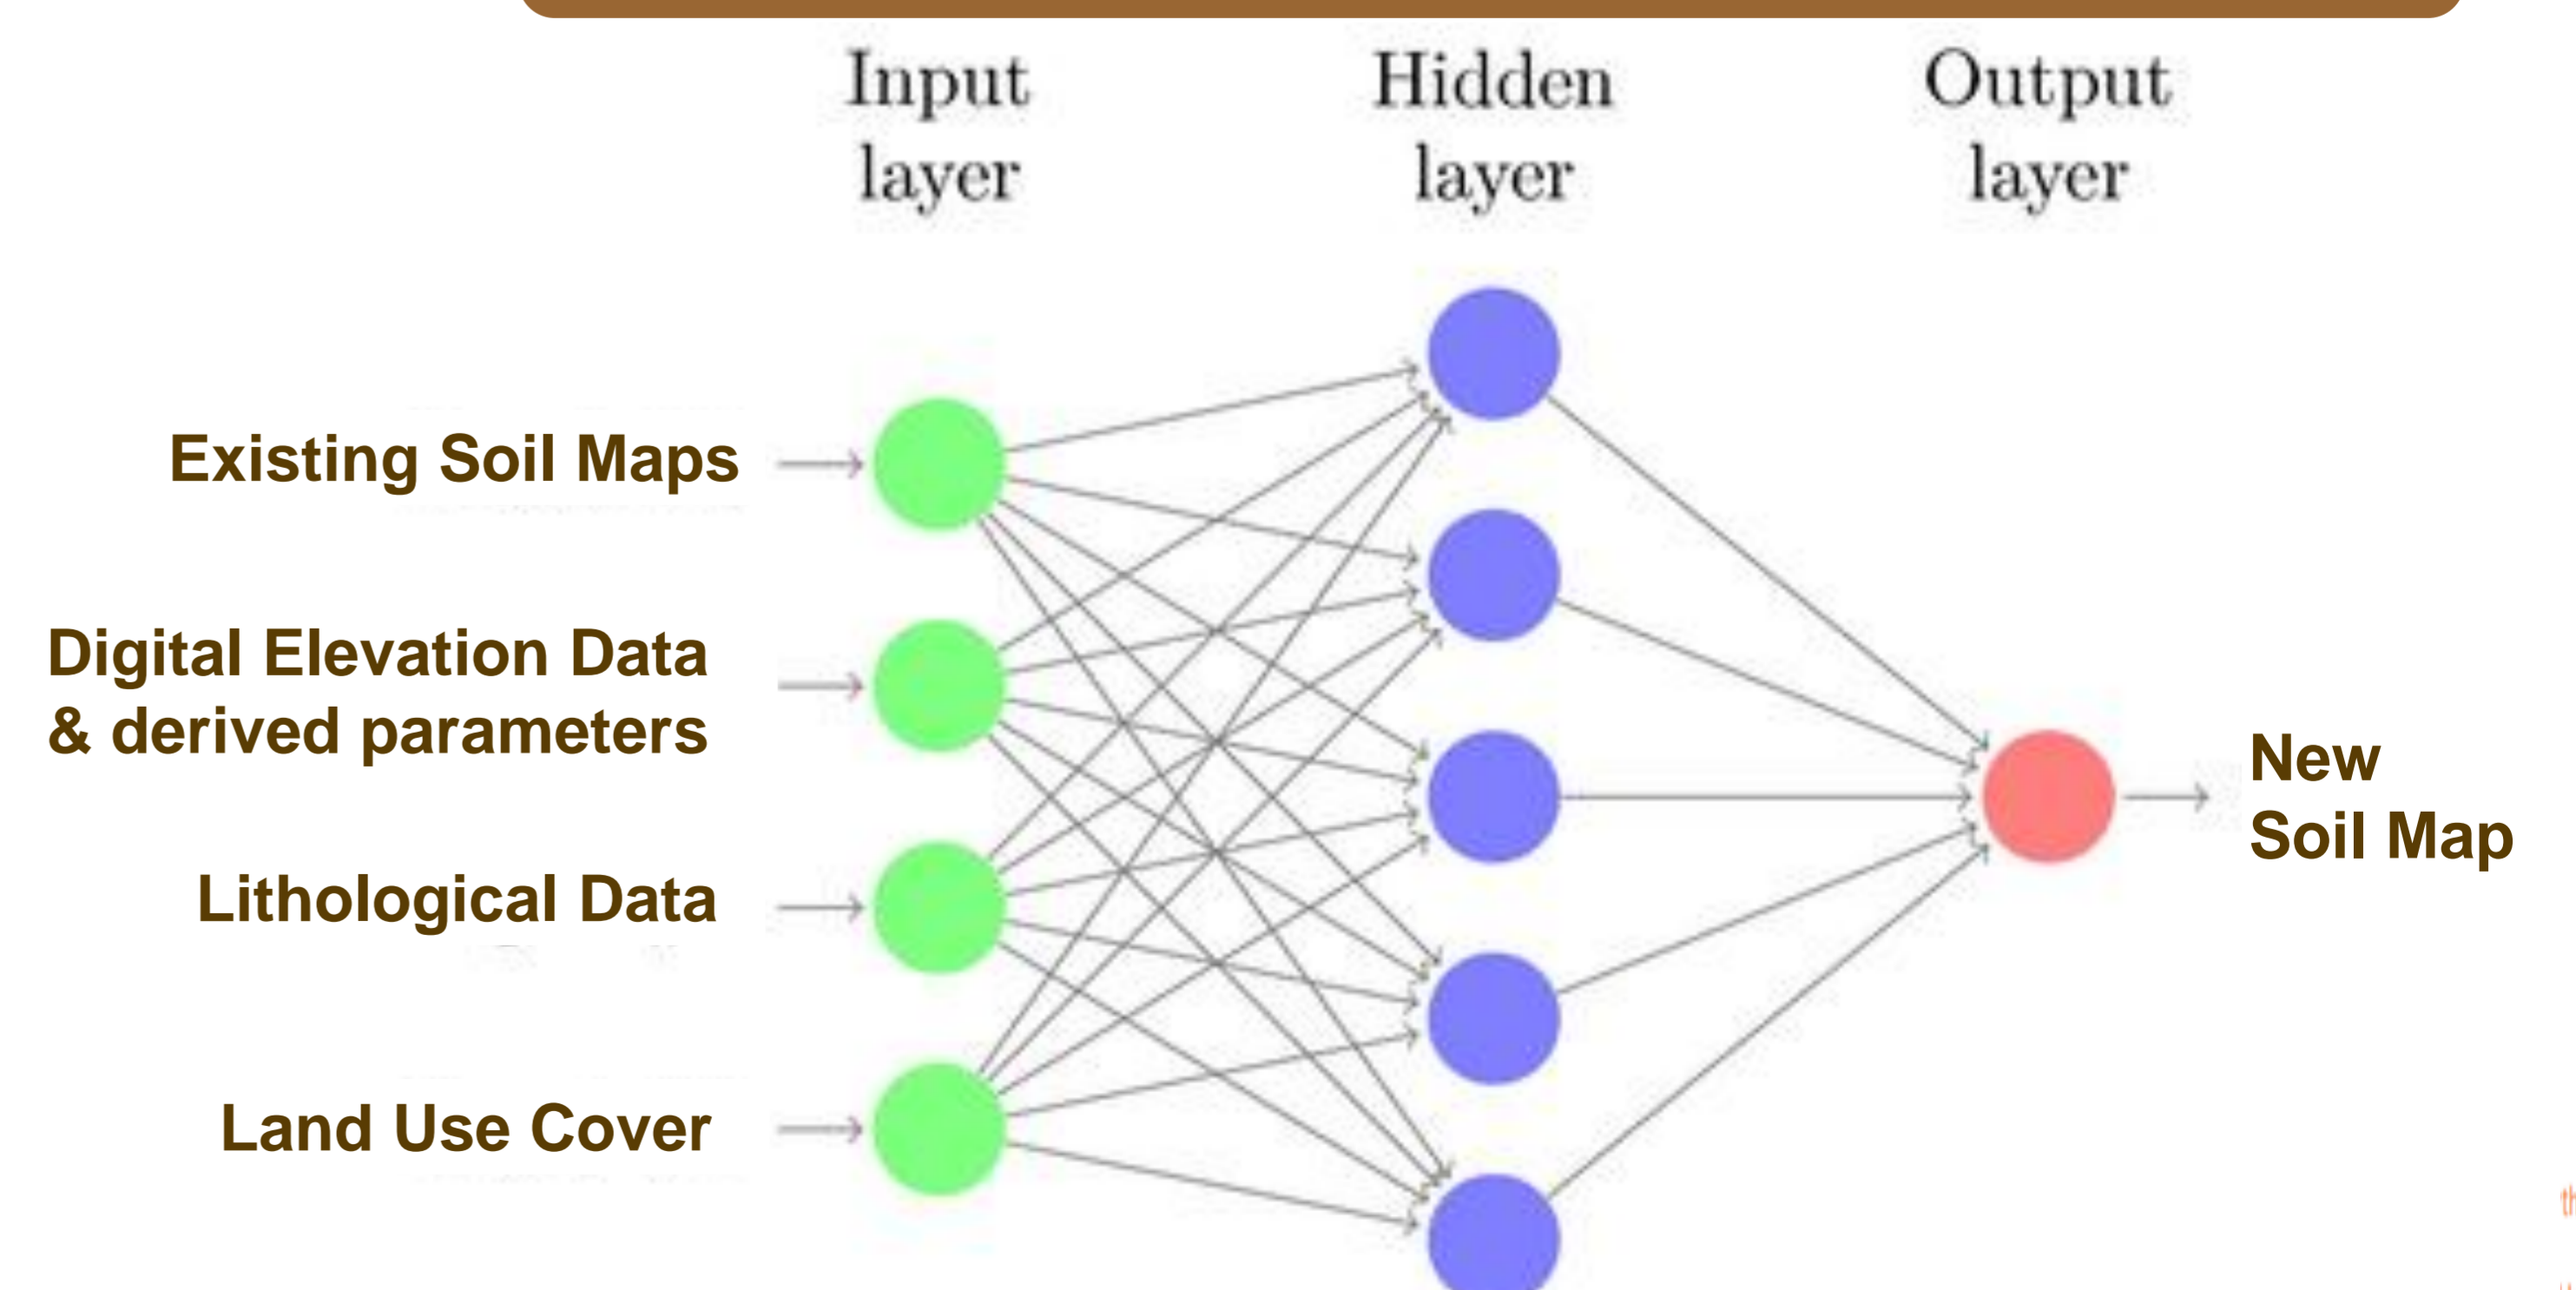 Input
layer
Hidden
layer
Output
layer
Existing Soil Maps
Digital Elevation Data
& derived parameters
Lithological Data
Land Use Cover
New
Soil Map